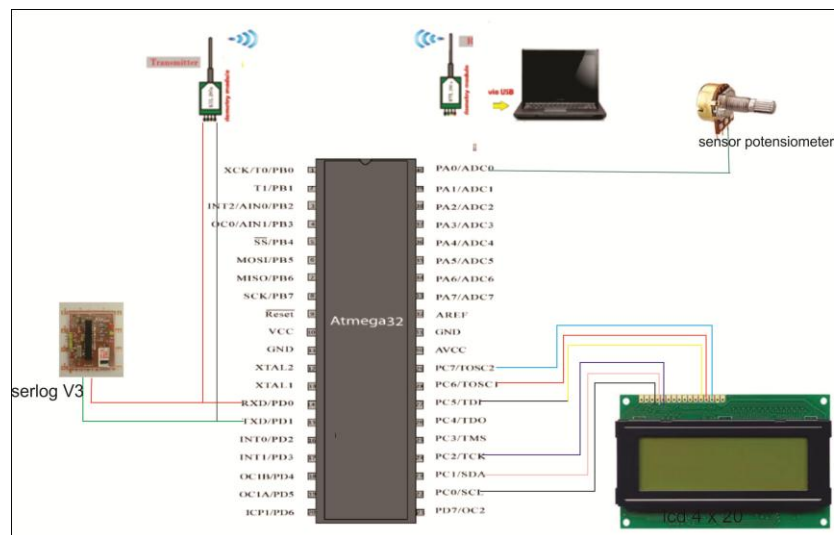 Transmitter
via USB
sensor potensiometer
XCK/T0/PB0
T1/PB1
INT2/AIN0/PB2
OC0/AIN1/PB3
SS/PB4
MOSI/PB5
MISO/PB6
SCK/PB7
Reset
VCC
GND
XTAL2
XTAL1
RXD/PD0
TXD/PD1
INT0/PD2
INT1/PD3
OC1B/PD4
OC1A/PD5
ICP1/PD6
Atmega32
PA0/ADC0
PA1/ADC1
PA2/ADC2
PA3/ADC3
PA4/ADC4
PA5/ADC5
PA6/ADC6
PA7/ADC7
AREF
GND
AVCC
PC7/TOSC2
PC6/TOSC1
PC5/TDI
PC4/TDO
PC3/TMS
PC2/TCK
PC1/SDA
PC0/SCL
PD7/OC2
serlog V3
lcd 4 x 20